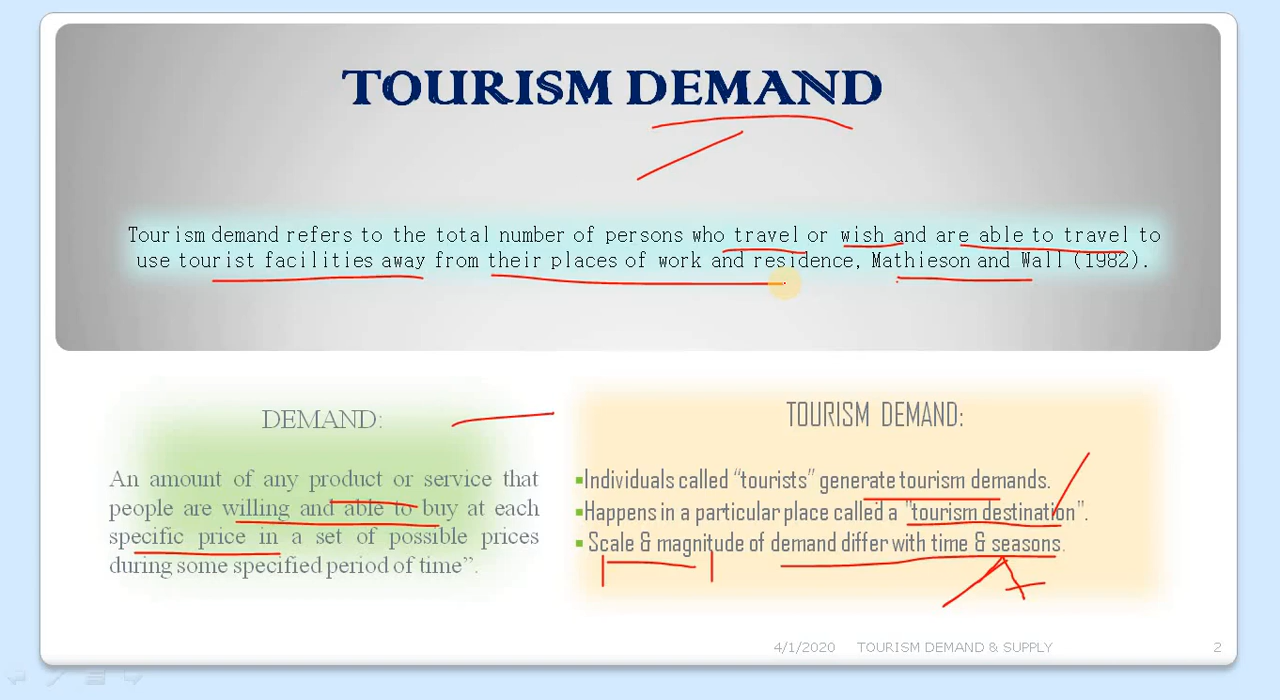 TOURISM DEMAND
Tourism demand refers to the total number of persons who travel or wish and are able to travel to
use tourist facilities away from their places of work and residence, Mathieson and Wall (1982).
DEMAND:
An amount of any product or service that
people are willing and able to buy at each
specific price in a set of possible prices
during some specified period of time”.
TOURISM DEMAND:
▪Individuals called “tourists” generate tourism demands.
▪Happens in a particular place called a "tourism destination”.
▪ Scale & magnitude of demand differ with time & seasons.
4/1/2020 TOURISM DEMAND & SUPPLY 2